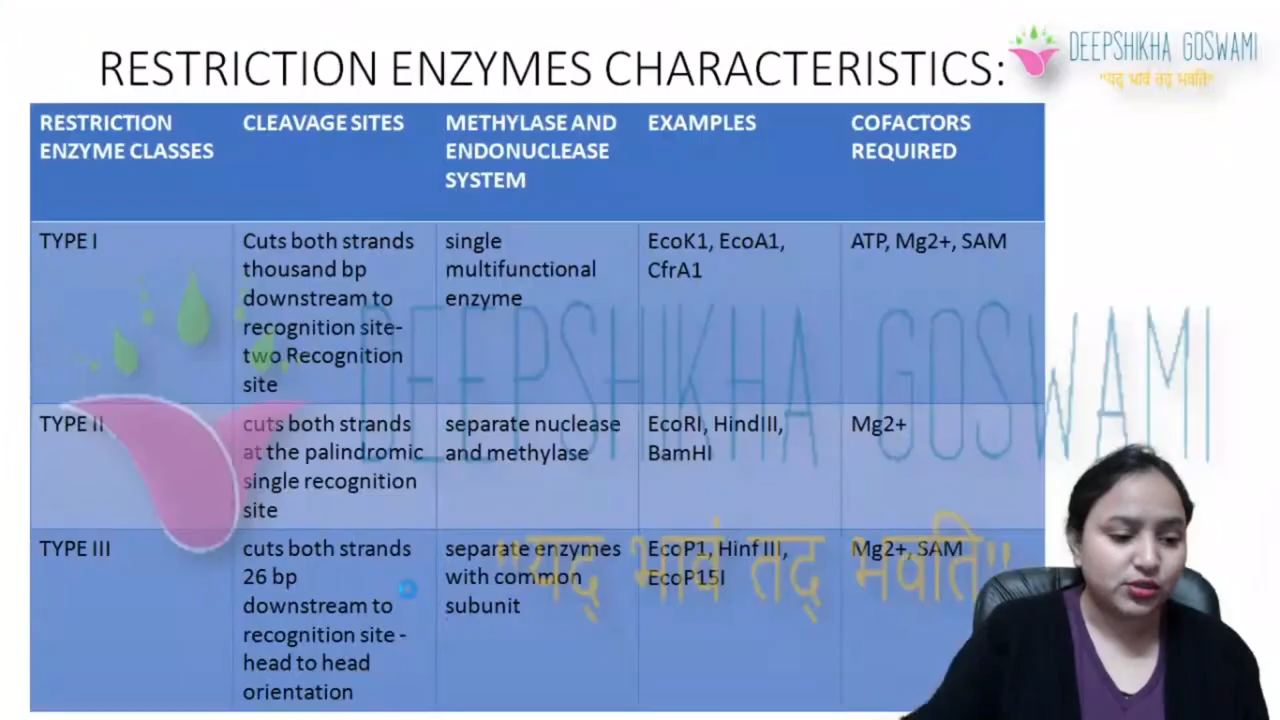 RESTRICTION ENZYMES CHARACTERISTICS:
DEEPSHIKHA GOSWAMI
"यद् भावं तद् भवति"
RESTRICTION
ENZYME CLASSES
CLEAVAGE SITES
METHYLASE AND
ENDONUCLEASE
SYSTEM
EXAMPLES
COFACTORS
REQUIRED
TYPE I
Cuts both strands
thousand bp
downstream to
recognition site-
two Recognition
site
single
multifunctional
enzyme
EcoK1, EcoA1,
CfrA1
ATP, Mg2+, SAM
TYPE II
cuts both strands
at the palindromic
single recognition
site
separate nuclease
and methylase
EcoRI, HindIII,
BamHI
Mg2+
TYPE III
cuts both strands
26 bp
downstream to
recognition site -
head to head
orientation
separate enzymes
with common
subunit
EcoP1, Hinf III,
EcoP15I
Mg2+, SAM
DEEPSHIKHA GOSWAMI
"यद् भावं तद् भवति"